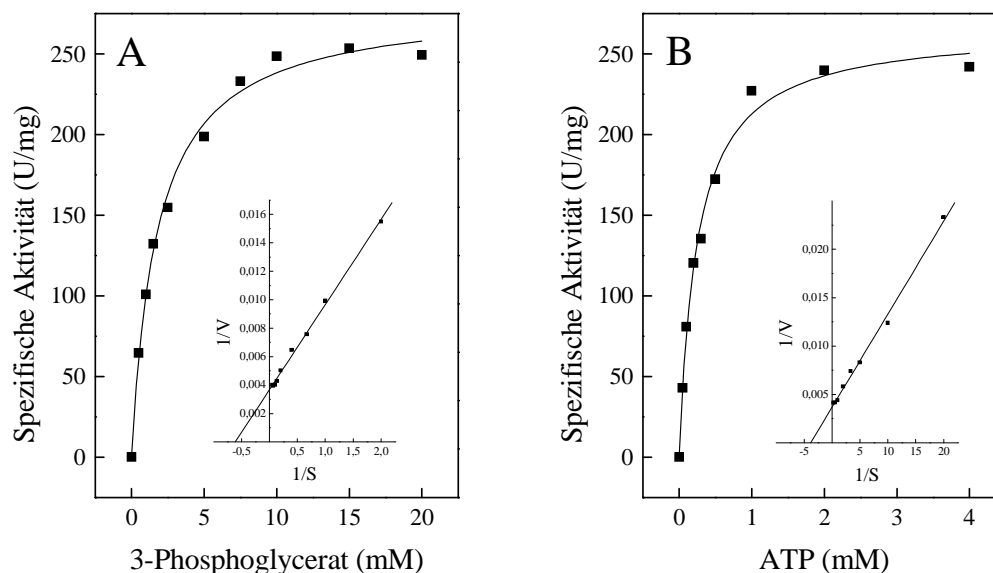 A
Spezifische Aktivität (U/mg)
250
200
150
100
50
0
0 5 10 15 20
3-Phosphoglycerat (mM)
0,016
0,014
0,012
0,010
0,008
0,006
0,004
0,002
0,000
1/V
-0,5 0,5 1,0 1,5 2,0
1/S
B
Spezifische Aktivität (U/mg)
250
200
150
100
50
0
0 1 2 3 4
ATP (mM)
0,020
0,015
0,010
0,005
0,000
1/V
-5 5 10 15 20
1/S